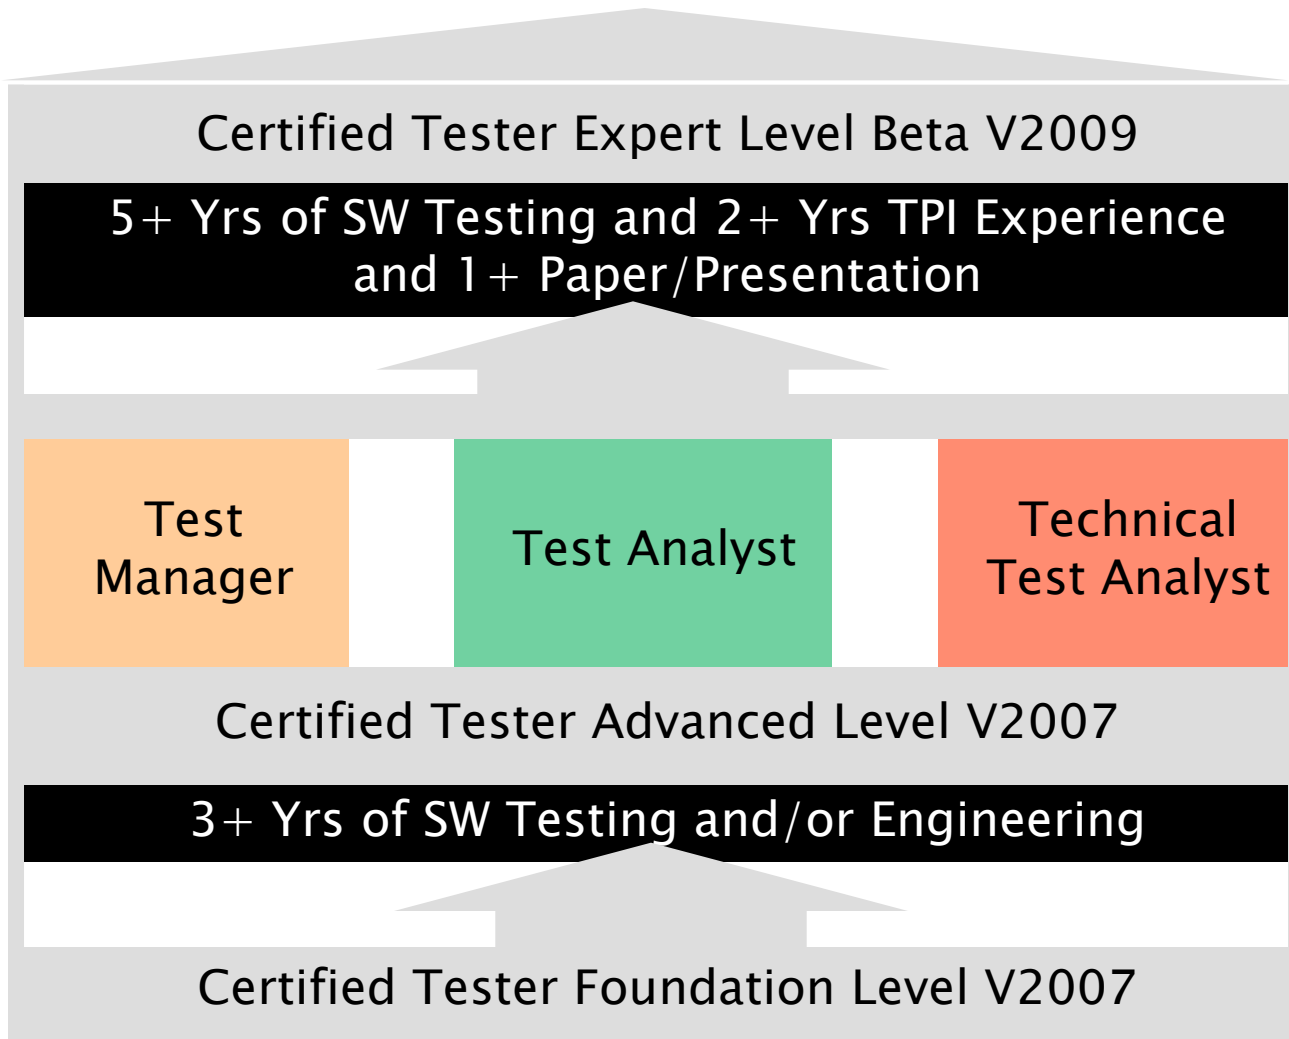 Certified Tester Expert Level Beta V2009
5+ Yrs of SW Testing and 2+ Yrs TPI Experience
and 1+ Paper/Presentation
Test
Manager
Test Analyst
Technical
Test Analyst
Certified Tester Advanced Level V2007
3+ Yrs of SW Testing and/or Engineering
Certified Tester Foundation Level V2007